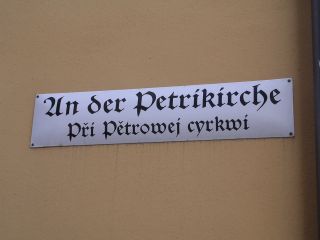 An der Petrikirche
Při Pětrowej cyrkwi